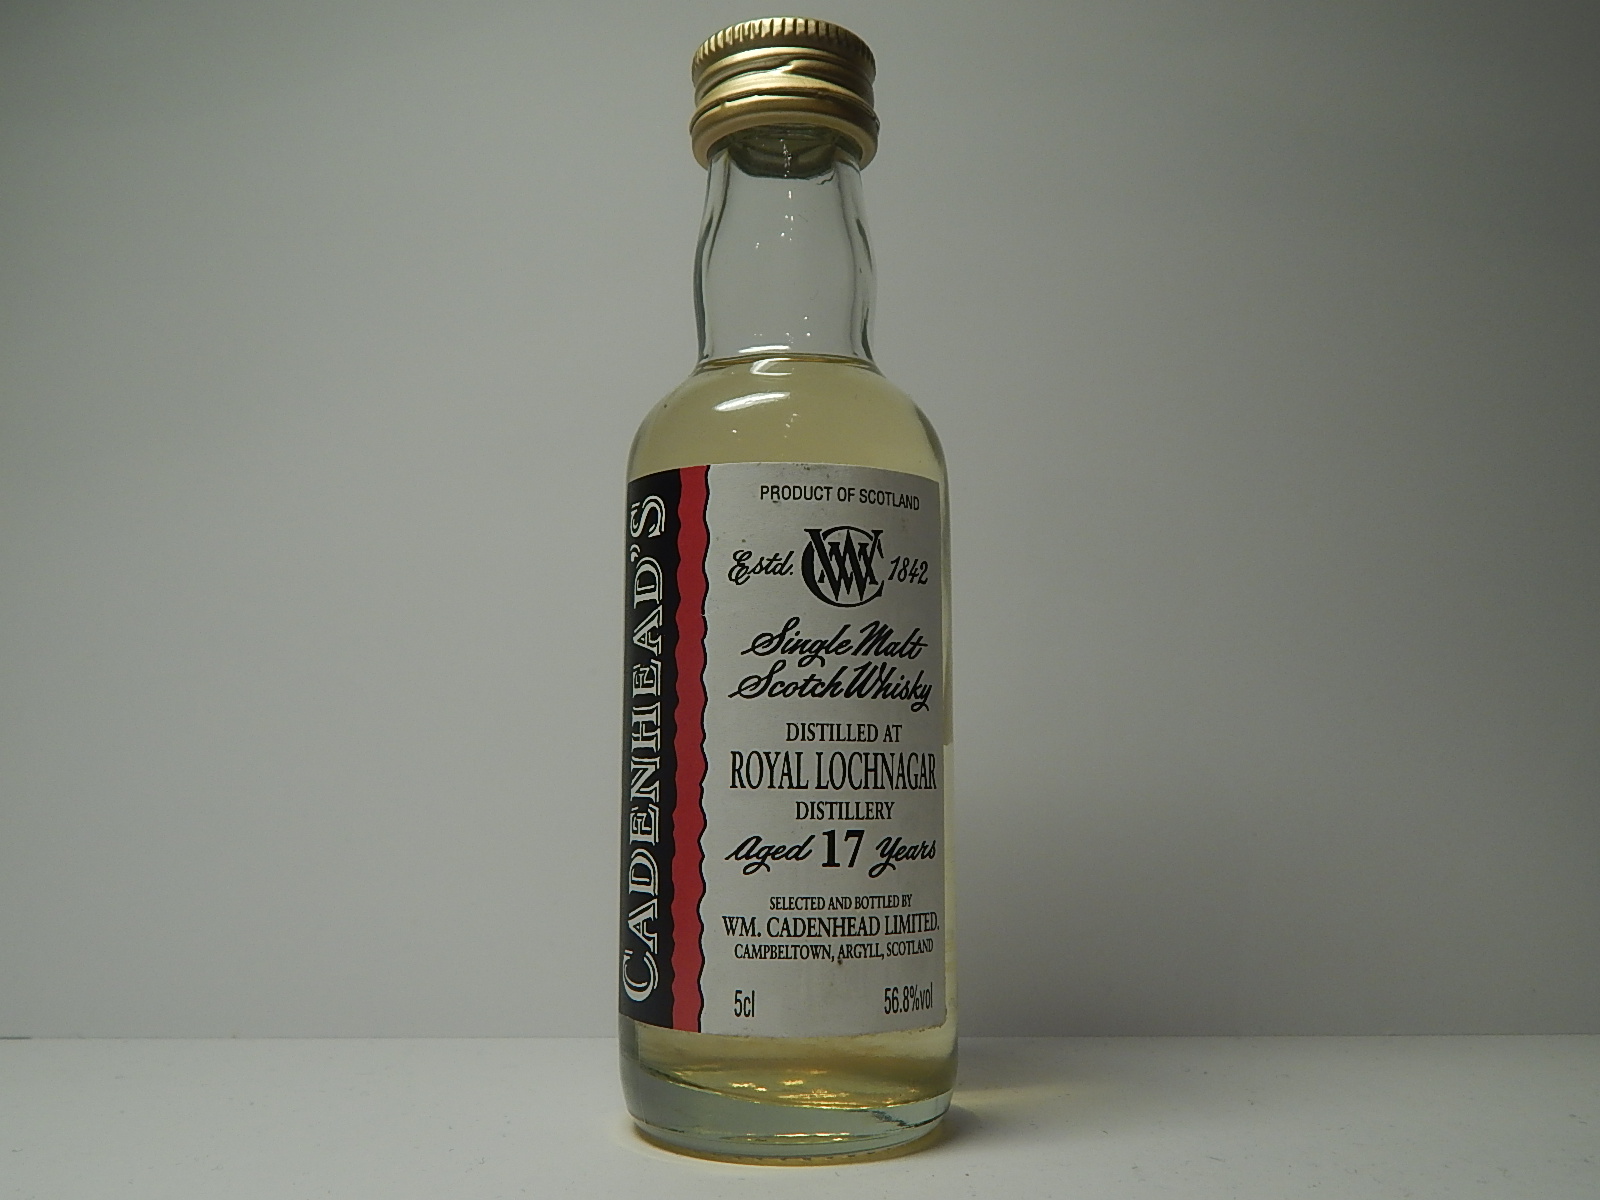 CADENHEAD'S
PRODUCT OF SCOTLAND
Estd. WC 1842
Single Malt
Scotch Whisky
DISTILLED AT
ROYAL LOCHNAGAR
DISTILLERY
Aged 17 Years
SELECTED AND BOTTLED BY
WM. CADENHEAD LIMITED.
CAMPBELTOWN, ARGYLL, SCOTLAND
5cl 56.8%vol